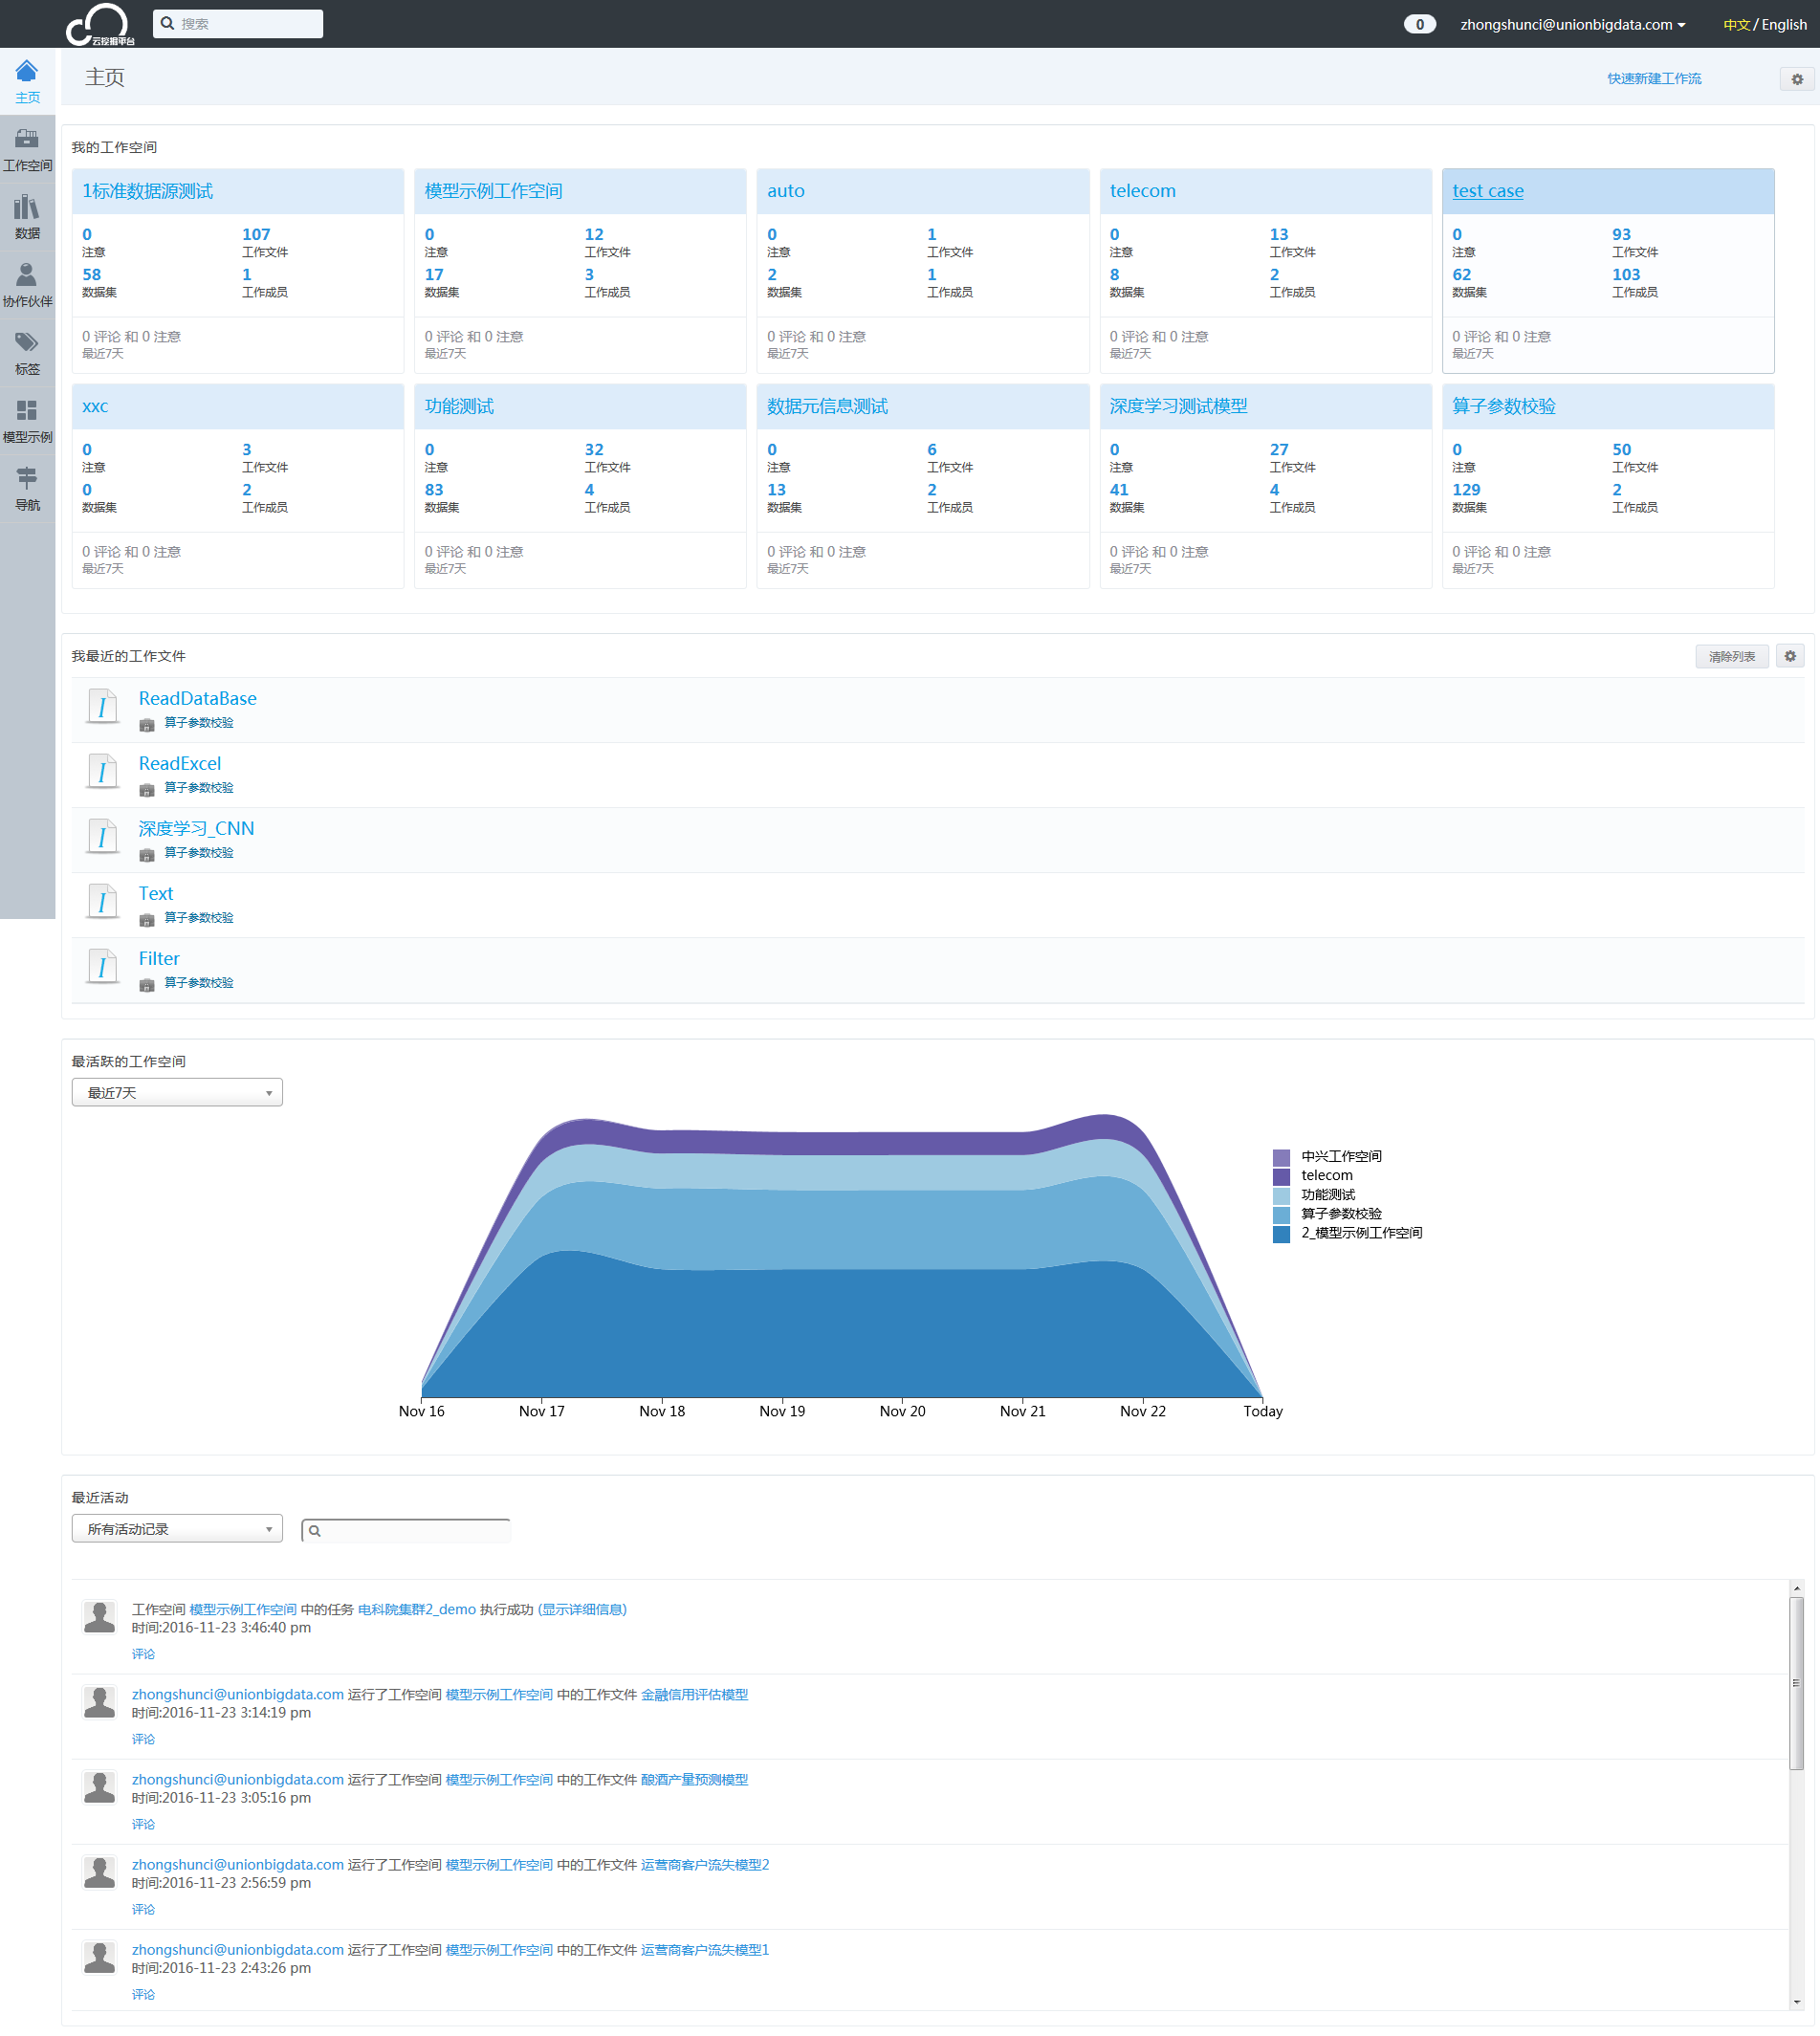 云挖掘平台
搜索
0
zhongshunci@unionbigdata.com
中文 / English
主页
工作空间
数据
协作伙伴
标签
模型示例
导航
主页
快速新建工作流
我的工作空间
1标准数据源测试
0 107
注意 工作文件
58 1
数据集 工作成员
0 评论 和 0 注意
最近7天
模型示例工作空间
0 12
注意 工作文件
17 3
数据集 工作成员
0 评论 和 0 注意
最近7天
auto
0 1
注意 工作文件
2 1
数据集 工作成员
0 评论 和 0 注意
最近7天
telecom
0 13
注意 工作文件
8 2
数据集 工作成员
0 评论 和 0 注意
最近7天
test case
0 93
注意 工作文件
62 103
数据集 工作成员
0 评论 和 0 注意
最近7天
xxc
0 3
注意 工作文件
0 2
数据集 工作成员
0 评论 和 0 注意
最近7天
功能测试
0 32
注意 工作文件
83 4
数据集 工作成员
0 评论 和 0 注意
最近7天
数据元信息测试
0 6
注意 工作文件
13 2
数据集 工作成员
0 评论 和 0 注意
最近7天
深度学习测试模型
0 27
注意 工作文件
41 4
数据集 工作成员
0 评论 和 0 注意
最近7天
算子参数校验
0 50
注意 工作文件
129 2
数据集 工作成员
0 评论 和 0 注意
最近7天
我最近的工作文件
清除列表
ReadDataBase
算子参数校验
ReadExcel
算子参数校验
深度学习_CNN
算子参数校验
Text
算子参数校验
Filter
算子参数校验
最活跃的工作空间
最近7天
中兴工作空间
telecom
功能测试
算子参数校验
2_模型示例工作空间
Nov 16 Nov 17 Nov 18 Nov 19 Nov 20 Nov 21 Nov 22 Today
最近活动
所有活动记录
工作空间 模型示例工作空间 中的任务 电科院集群2_demo 执行成功 (显示详细信息)
时间:2016-11-23 3:46:40 pm
评论
zhongshunci@unionbigdata.com 运行了工作空间 模型示例工作空间 中的工作文件 金融信用评估模型
时间:2016-11-23 3:14:19 pm
评论
zhongshunci@unionbigdata.com 运行了工作空间 模型示例工作空间 中的工作文件 酿酒产量预测模型
时间:2016-11-23 3:05:16 pm
评论
zhongshunci@unionbigdata.com 运行了工作空间 模型示例工作空间 中的工作文件 运营商客户流失模型2
时间:2016-11-23 2:56:59 pm
评论
zhongshunci@unionbigdata.com 运行了工作空间 模型示例工作空间 中的工作文件 运营商客户流失模型1
时间:2016-11-23 2:43:26 pm
评论